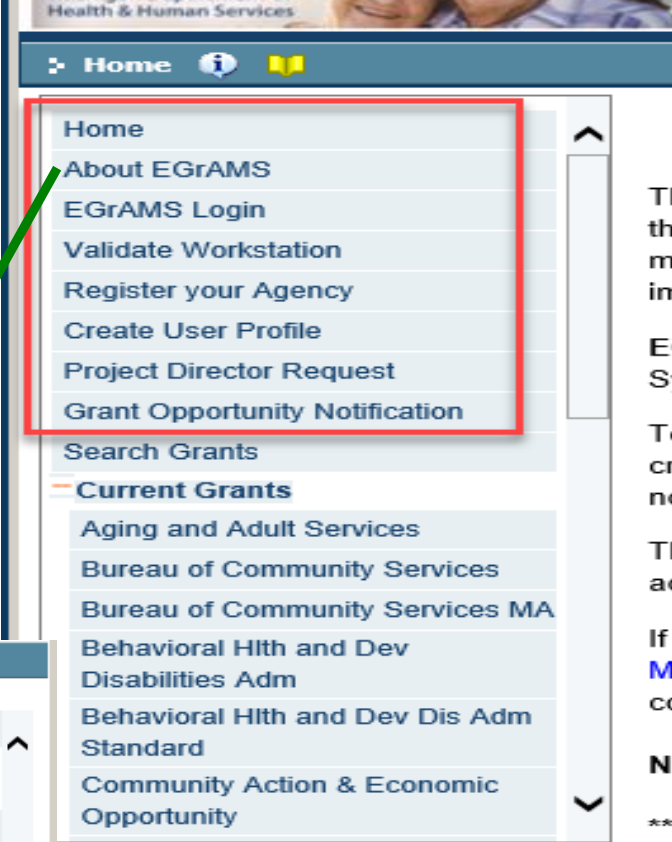 Health & Human Services
Home
Home
About EGrAMS
EGrAMS Login
Validate Workstation
Register your Agency
Create User Profile
Project Director Request
Grant Opportunity Notification
Search Grants
Current Grants
Aging and Adult Services
Bureau of Community Services
Bureau of Community Services MA
Behavioral Hlth and Dev
Disabilities Adm
Behavioral Hlth and Dev Dis Adm
Standard
Community Action & Economic
Opportunity
If
**